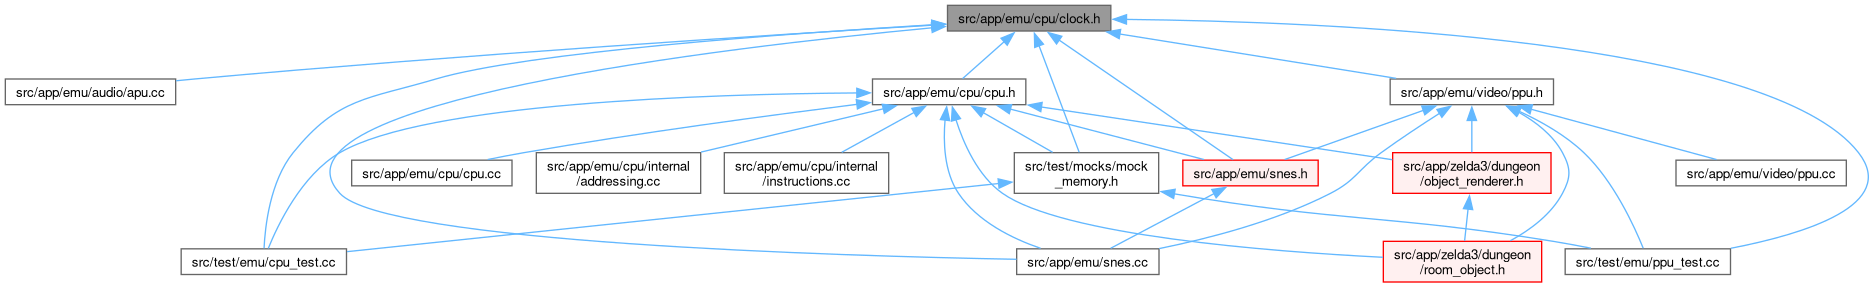 src/app/emu/cpu/clock.h
src/app/emu/audio/apu.cc
src/app/emu/cpu/cpu.h
src/app/emu/video/ppu.h
src/app/emu/cpu/cpu.cc
src/app/emu/cpu/internal
/addressing.cc
src/app/emu/cpu/internal
/instructions.cc
src/test/mocks/mock
_memory.h
src/app/emu/snes.h
src/app/zelda3/dungeon
/object_renderer.h
src/app/emu/video/ppu.cc
src/test/emu/cpu_test.cc
src/app/emu/snes.cc
src/app/zelda3/dungeon
/room_object.h
src/test/emu/ppu_test.cc